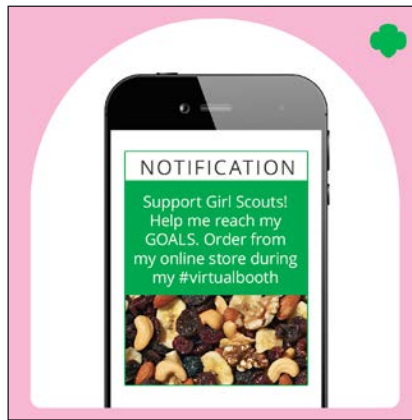 NOTIFICATION
Support Girl Scouts!
Help me reach my
GOALS. Order from
my online store during
my #virtualbooth